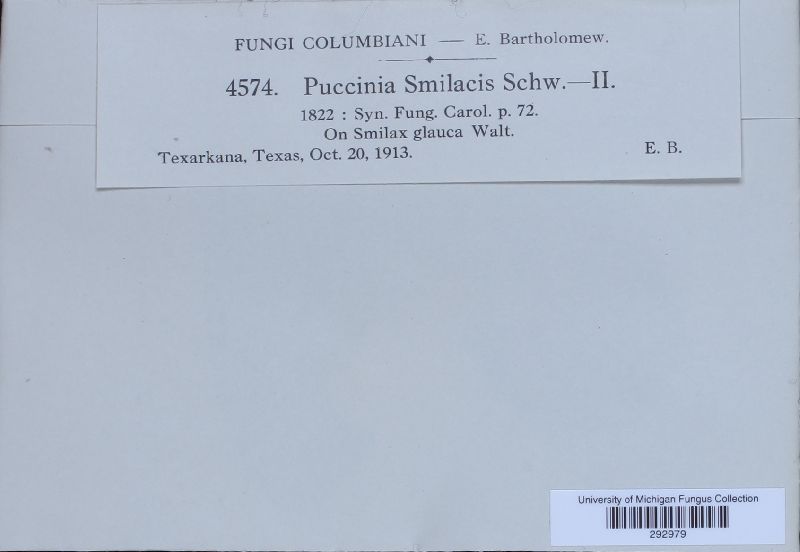 FUNGI COLUMBIANI — E. Bartholomew.
4574. Puccinia Smilacis Schw.—II.
1822 : Syn. Fung. Carol. p. 72.
On Smilax glauca Walt.
Texarkana, Texas, Oct. 20, 1913. E. B.
University of Michigan Fungus Collection
292979